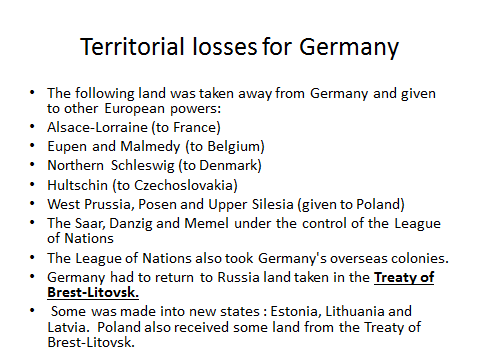 Territorial losses for Germany
• The following land was taken away from Germany and given
to other European powers:
• Alsace-Lorraine (to France)
• Eupen and Malmedy (to Belgium)
• Northern Schleswig (to Denmark)
• Hultschin (to Czechoslovakia)
• West Prussia, Posen and Upper Silesia (given to Poland)
• The Saar, Danzig and Memel under the control of the League
of Nations
• The League of Nations also took Germany's overseas colonies.
• Germany had to return to Russia land taken in the Treaty of
Brest-Litovsk.
• Some was made into new states : Estonia, Lithuania and
Latvia. Poland also received some land from the Treaty of
Brest-Litovsk.